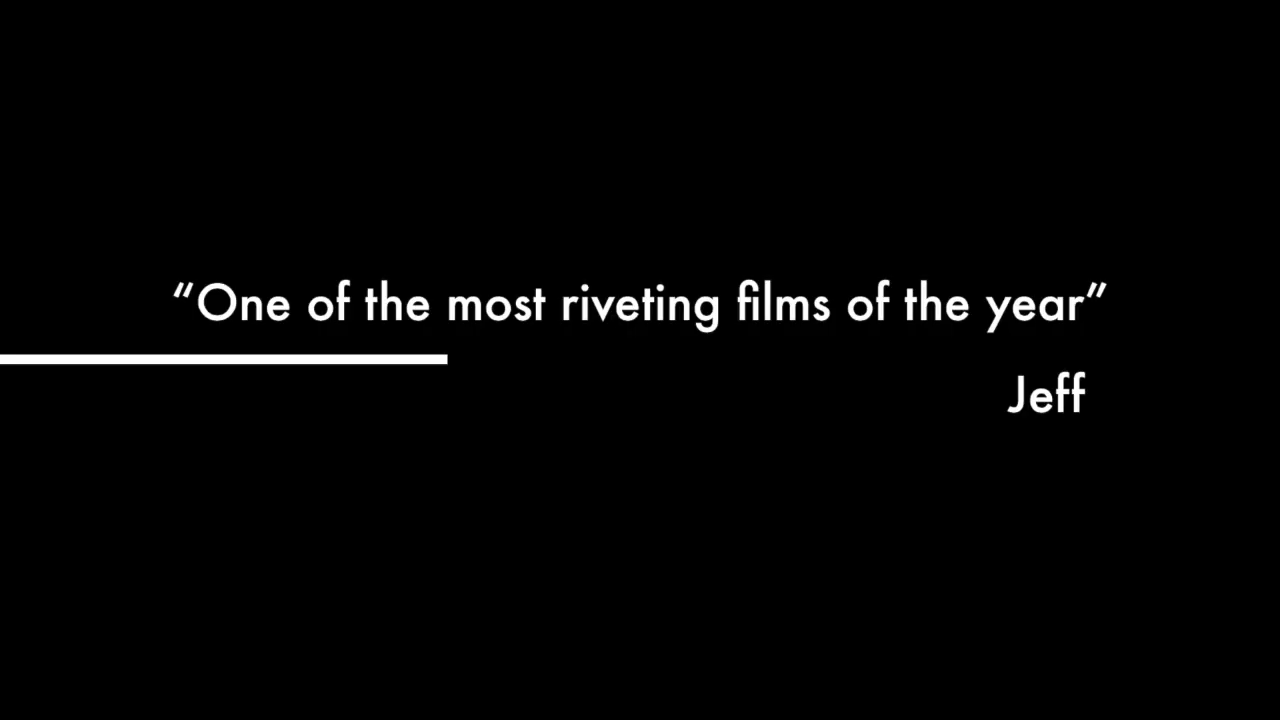 “One of the most riveting films of the year”
Jeff